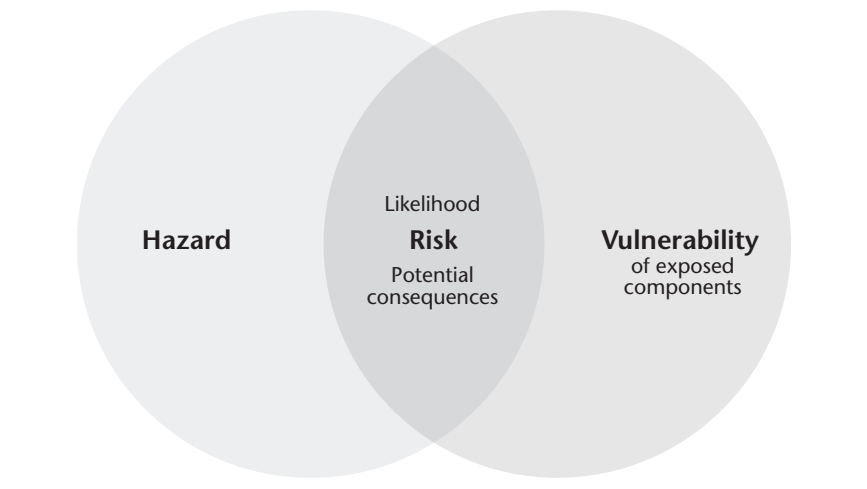 Hazard
Likelihood
Risk
Potential
consequences
Vulnerability
of exposed
components